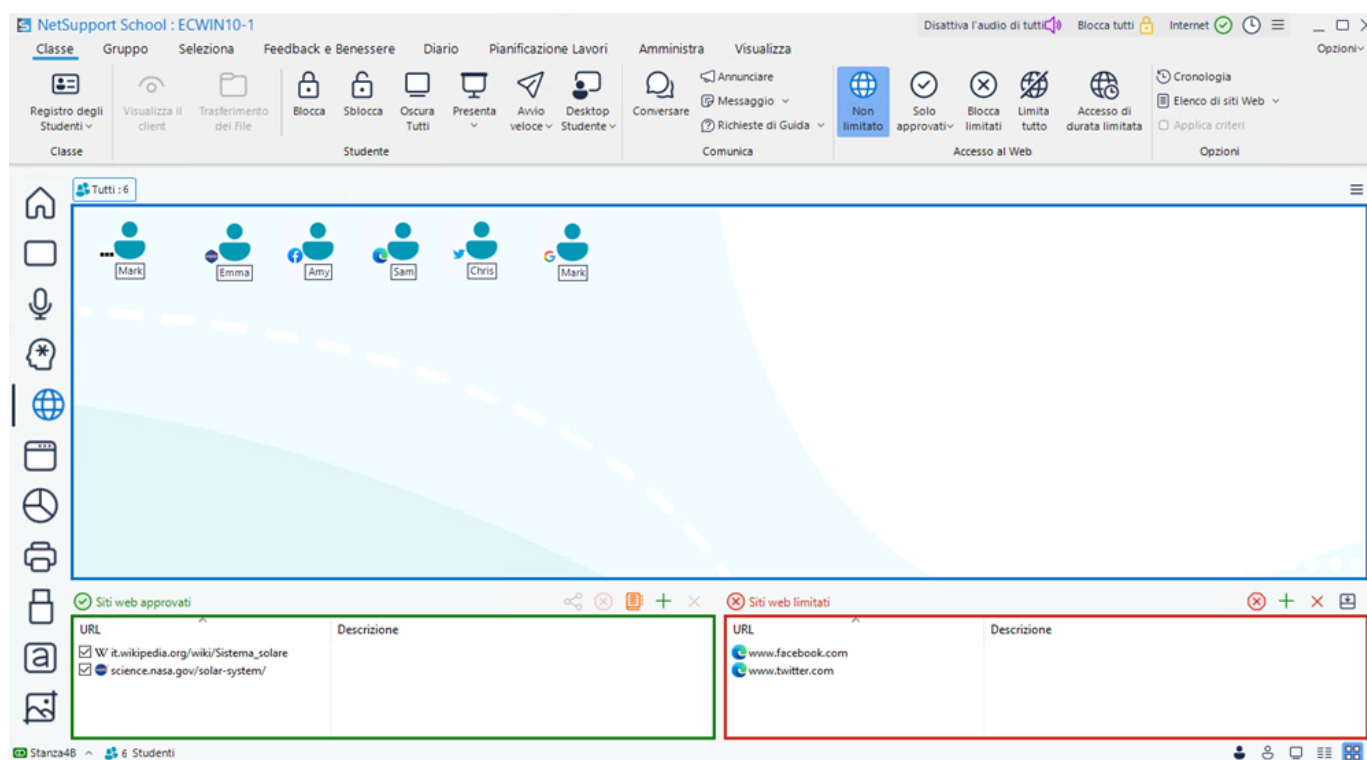 NetSupport School : ECWIN10-1
Disattiva l'audio di tutti Blocca tutti Internet
Classe Gruppo Seleziona Feedback e Benessere Diario Pianificazione Lavori Amministra Visualizza Opzioni
Registro degli Studenti
Visualizza il client
Trasferimento dei File
Blocca
Sblocca
Oscura Tutti
Presenta
Avvio veloce
Desktop Studente
Conversare
Annunciare
Messaggio
Richieste di Guida
Non limitato
Solo approvati
Blocca limitati
Limita tutto
Accesso di durata limitata
Cronologia
Elenco di siti Web
Applica criteri
Classe Studente Comunica Accesso al Web Opzioni
Tutti : 6
Mark Emma Amy Sam Chris Mark
Siti web approvati
URL Descrizione
W it.wikipedia.org/wiki/Sistema_solare
science.nasa.gov/solar-system/
Siti web limitati
URL Descrizione
www.facebook.com
www.twitter.com
Stanza4B 6 Studenti